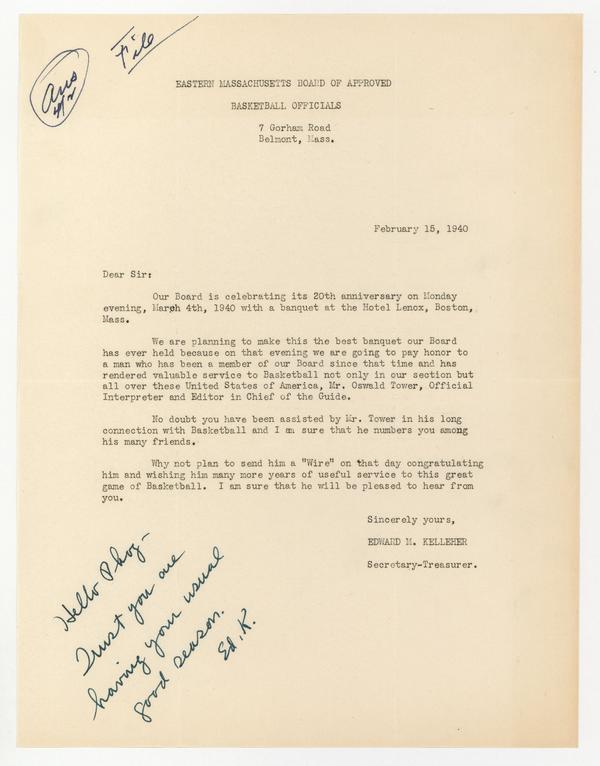 File
Ans
EASTERN MASSACHUSETTS BOARD OF APPROVED
BASKETBALL OFFICIALS
7 Gorham Road
Belmont, Mass.
February 15, 1940
Dear Sir:
Our Board is celebrating its 20th anniversary on Monday
evening, March 4th, 1940 with a banquet at the Hotel Lenox, Boston,
Mass.
We are planning to make this the best banquet our Board
has ever held because on that evening we are going to pay honor to
a man who has been a member of our Board since that time and has
rendered valuable service to Basketball not only in our section but
all over these United States of America, Mr. Oswald Tower, Official
Interpreter and Editor in Chief of the Guide.
No doubt you have been assisted by Mr. Tower in his long
connection with Basketball and I am sure that he numbers you among
his many friends.
Why not plan to send him a "Wire" on that day congratulating
him and wishing him many more years of useful service to this great
game of Basketball. I am sure that he will be pleased to hear from
you.
Sincerely yours,
EDWARD M. KELLEHER
Secretary-Treasurer.
Hello Phog-
Trust you are
having your usual
good season.
Ed. K.